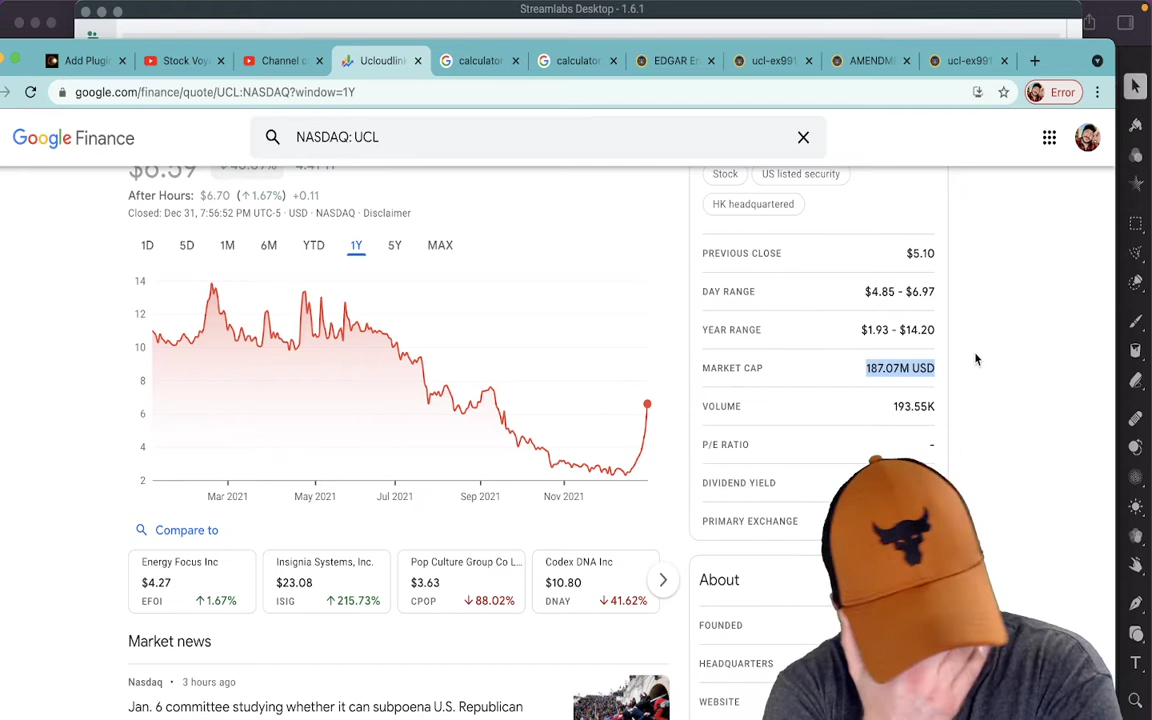 Streamlabs Desktop - 1.6.1
Add Plugin
Stock Voy
Channel c
Ucloudlin
calculator
calculator
EDGAR E
ucl-ex991
AMENDM
ucl-ex991
google.com/finance/quote/UCL:NASDAQ?window=1Y
Error
Google Finance
NASDAQ: UCL
$6.59
After Hours: $6.70 (↑1.67%) +0.11
Closed: Dec 31, 7:56:52 PM UTC-5 · USD · NASDAQ · Disclaimer
1D 5D 1M 6M YTD 1Y 5Y MAX
14
12
10
8
6
4
2
Mar 2021 May 2021 Jul 2021 Sep 2021 Nov 2021
Compare to
Energy Focus Inc
$4.27
EFOI ↑1.67%
Insignia Systems, Inc.
$23.08
ISIG ↑215.73%
Pop Culture Group Co L...
$3.63
CPOP ↓88.02%
Codex DNA Inc
$10.80
DNAY ↓41.62%
Market news
Nasdaq • 3 hours ago
Jan. 6 committee studying whether it can subpoena U.S. Republican
Stock
US listed security
HK headquartered
PREVIOUS CLOSE $5.10
DAY RANGE $4.85 - $6.97
YEAR RANGE $1.93 - $14.20
MARKET CAP 187.07M USD
VOLUME 193.55K
P/E RATIO -
DIVIDEND YIELD
PRIMARY EXCHANGE
About
FOUNDED
HEADQUARTERS
WEBSITE